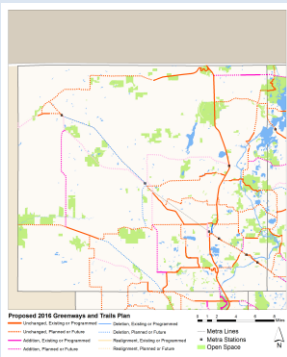 Proposed 2016 Greenways and Trails Plan
Unchanged, Existing or Programmed
Unchanged, Planned or Future
Addition, Existing or Programmed
Addition, Planned or Future
Deletion, Existing or Programmed
Deletion, Planned or Future
Realignment, Existing or Programmed
Realignment, Planned or Future
Metra Lines
Metra Stations
Open Space
N